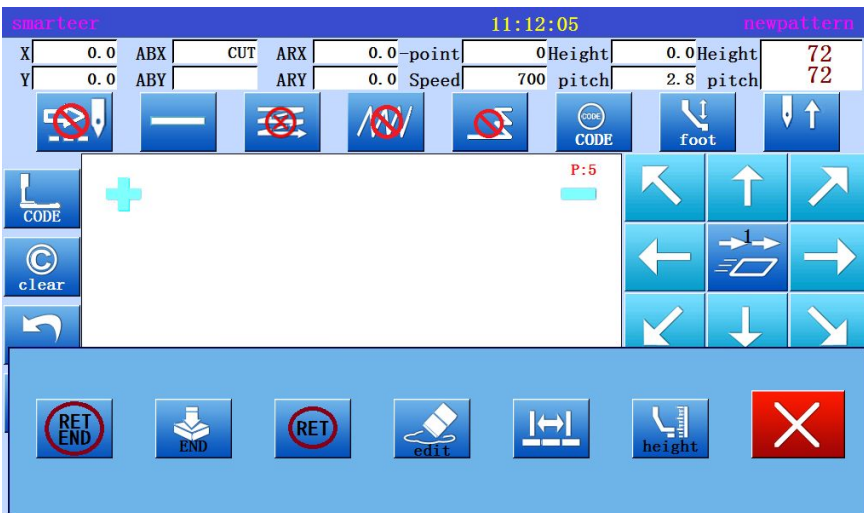 smarteer 11:12:05 newpattern
X 0.0 ABX CUT ARX 0.0 -point 0 Height 0.0 Height 72
Y 0.0 ABY ARY 0.0 Speed 700 pitch 2.8 pitch 72
CODE
CODE
foot
P:5
CODE
1
C
clear
RET
END
END
RET
edit
height